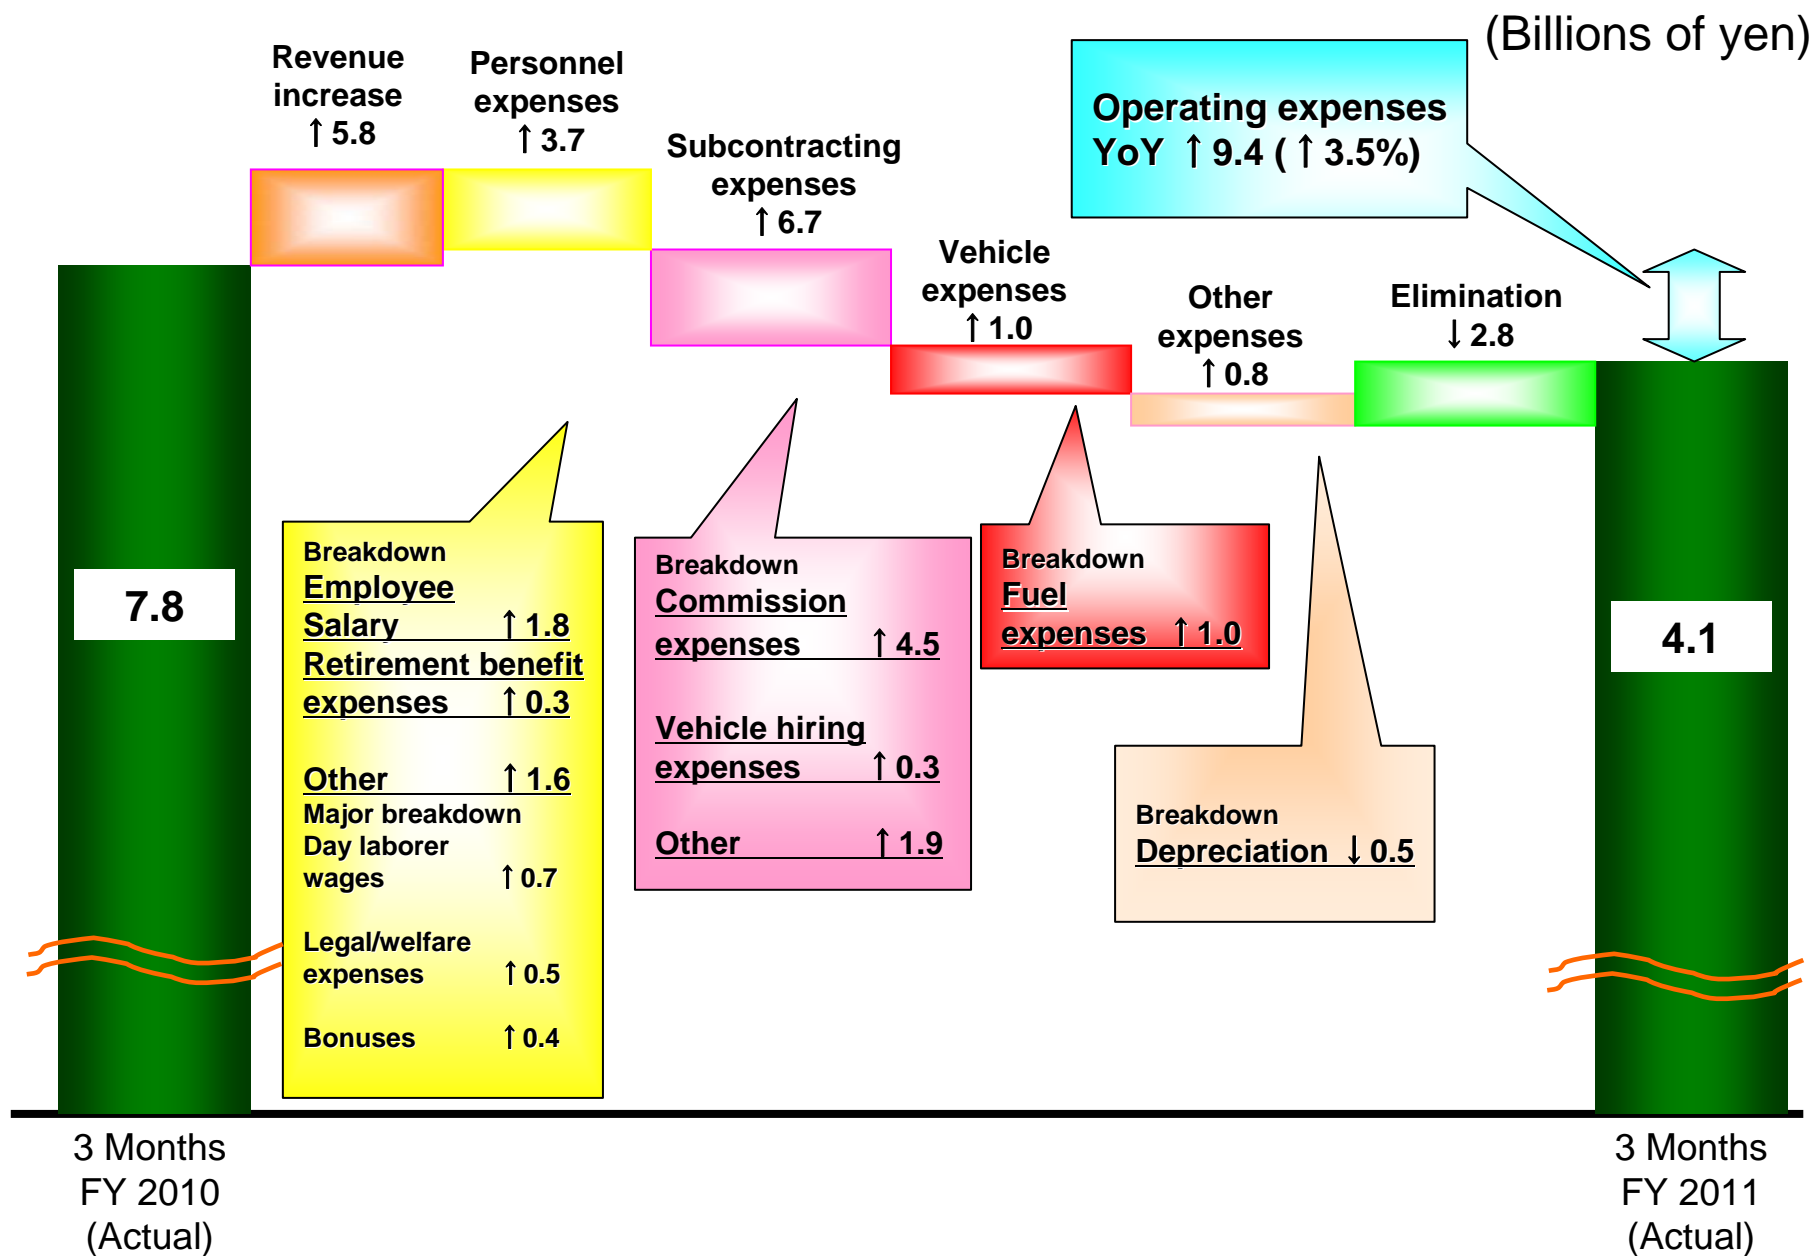 (Billions of yen)
Revenue
increase
↑ 5.8
Personnel
expenses
↑ 3.7
Subcontracting
expenses
↑ 6.7
Vehicle
expenses
↑ 1.0
Other
expenses
↑ 0.8
Elimination
↓ 2.8
Operating expenses
YoY ↑ 9.4 ( ↑ 3.5%)
7.8
Breakdown
Employee
Salary ↑ 1.8
Retirement benefit
expenses ↑ 0.3
Other ↑ 1.6
Major breakdown
Day laborer
wages ↑ 0.7
Legal/welfare
expenses ↑ 0.5
Bonuses ↑ 0.4
Breakdown
Commission
expenses ↑ 4.5
Vehicle hiring
expenses ↑ 0.3
Other ↑ 1.9
Breakdown
Fuel
expenses ↑ 1.0
Breakdown
Depreciation ↓ 0.5
4.1
3 Months
FY 2010
(Actual)
3 Months
FY 2011
(Actual)